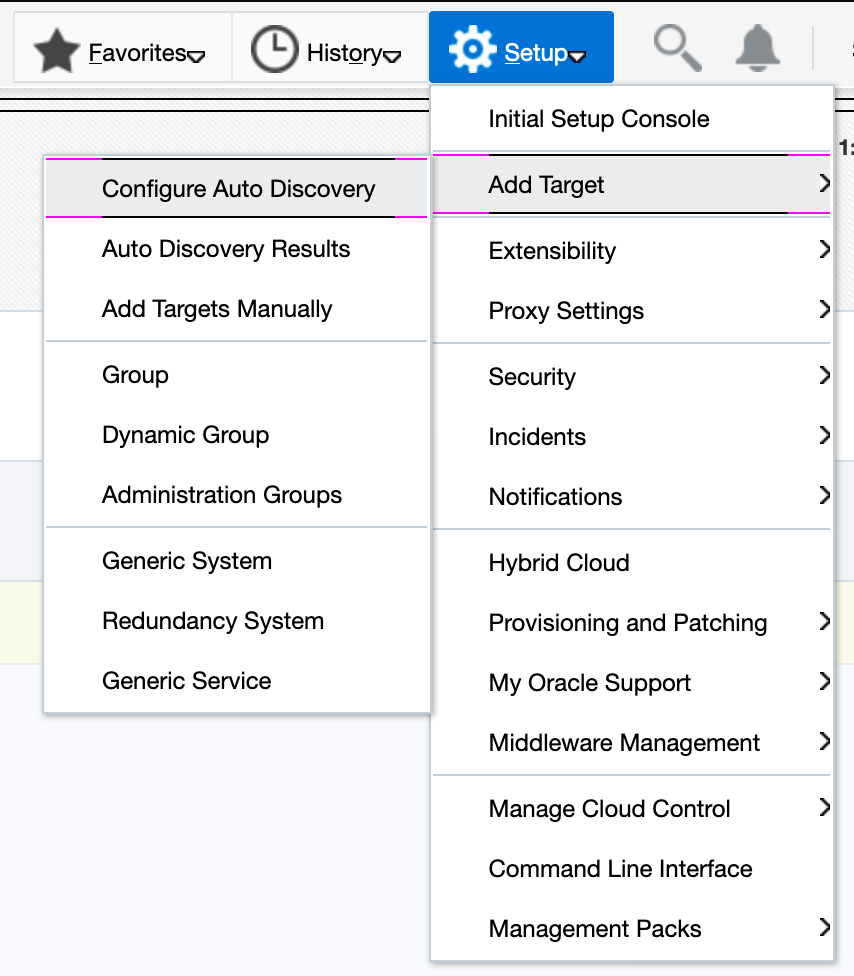 Favorites
History
Setup
Initial Setup Console
Add Target
Extensibility
Proxy Settings
Security
Incidents
Notifications
Hybrid Cloud
Provisioning and Patching
My Oracle Support
Middleware Management
Manage Cloud Control
Command Line Interface
Management Packs
Configure Auto Discovery
Auto Discovery Results
Add Targets Manually
Group
Dynamic Group
Administration Groups
Generic System
Redundancy System
Generic Service
1: